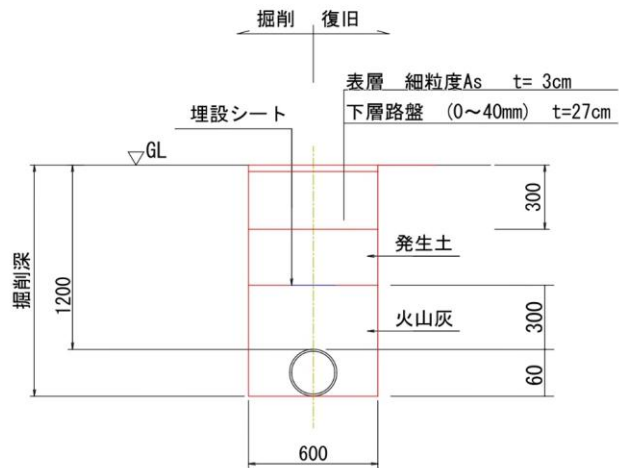 掘削 復旧
表層 細粒度As t= 3cm
埋設シート
下層路盤 (0～40mm) t=27cm
GL
300
発生土
掘削深
1200
火山灰
300
60
600